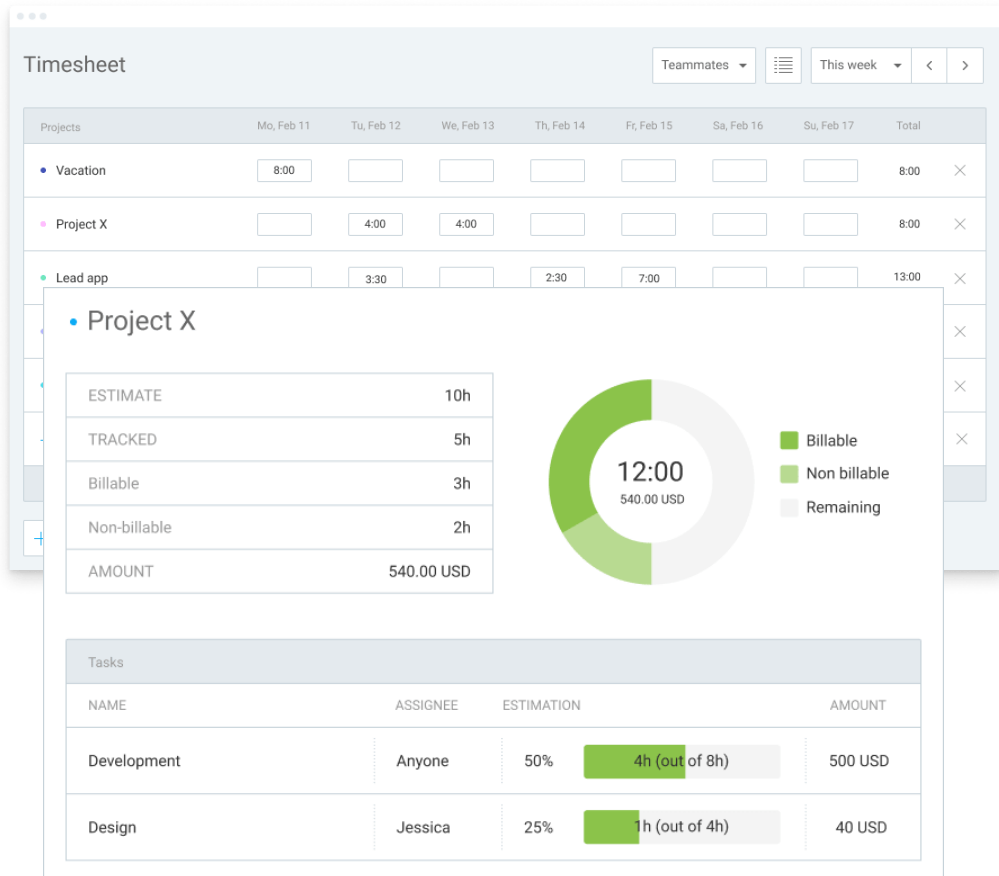 Timesheet
Teammates
This week
Projects Mo, Feb 11 Tu, Feb 12 We, Feb 13 Th, Feb 14 Fr, Feb 15 Sa, Feb 16 Su, Feb 17 Total
Vacation 8:00 8:00
Project X 4:00 4:00 8:00
Lead app 3:30 2:30 7:00 13:00
Project X
ESTIMATE 10h
TRACKED 5h
Billable 3h
Non-billable 2h
AMOUNT 540.00 USD
12:00
540.00 USD
Billable
Non billable
Remaining
Tasks
NAME ASSIGNEE ESTIMATION AMOUNT
Development Anyone 50% 4h (out of 8h) 500 USD
Design Jessica 25% 1h (out of 4h) 40 USD